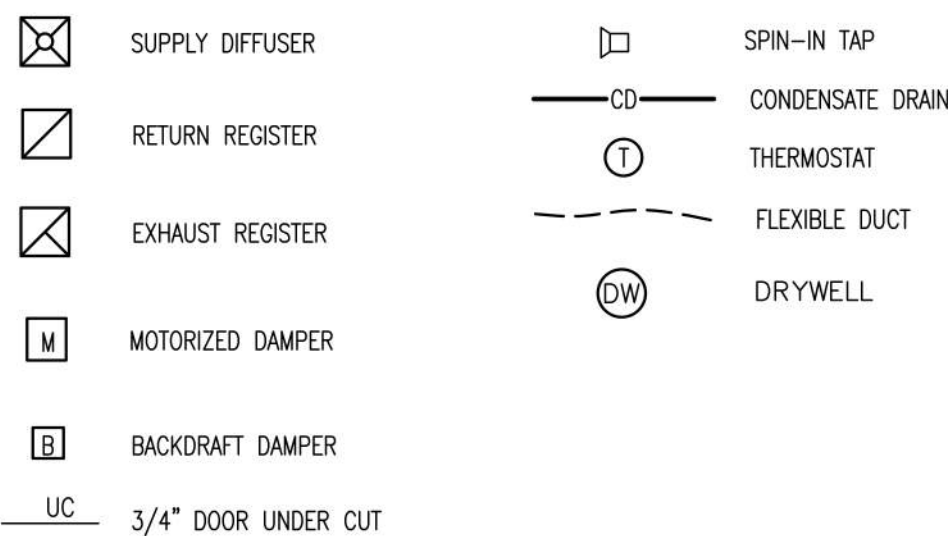 SUPPLY DIFFUSER
RETURN REGISTER
EXHAUST REGISTER
M MOTORIZED DAMPER
B BACKDRAFT DAMPER
UC 3/4" DOOR UNDER CUT
SPIN-IN TAP
CD CONDENSATE DRAIN
T THERMOSTAT
FLEXIBLE DUCT
DW DRYWELL